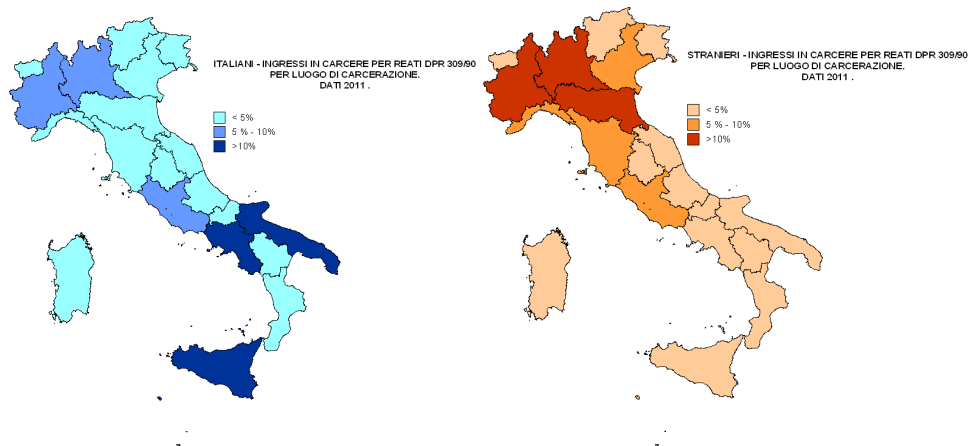 ITALIANI - INGRESSI IN CARCERE PER REATI DPR 309/90
PER LUOGO DI CARCERAZIONE.
DATI 2011 .
< 5%
5 % - 10%
>10%
STRANIERI - INGRESSI IN CARCERE PER REATI DPR 309/90
PER LUOGO DI CARCERAZIONE.
DATI 2011 .
< 5%
5 % - 10%
>10%